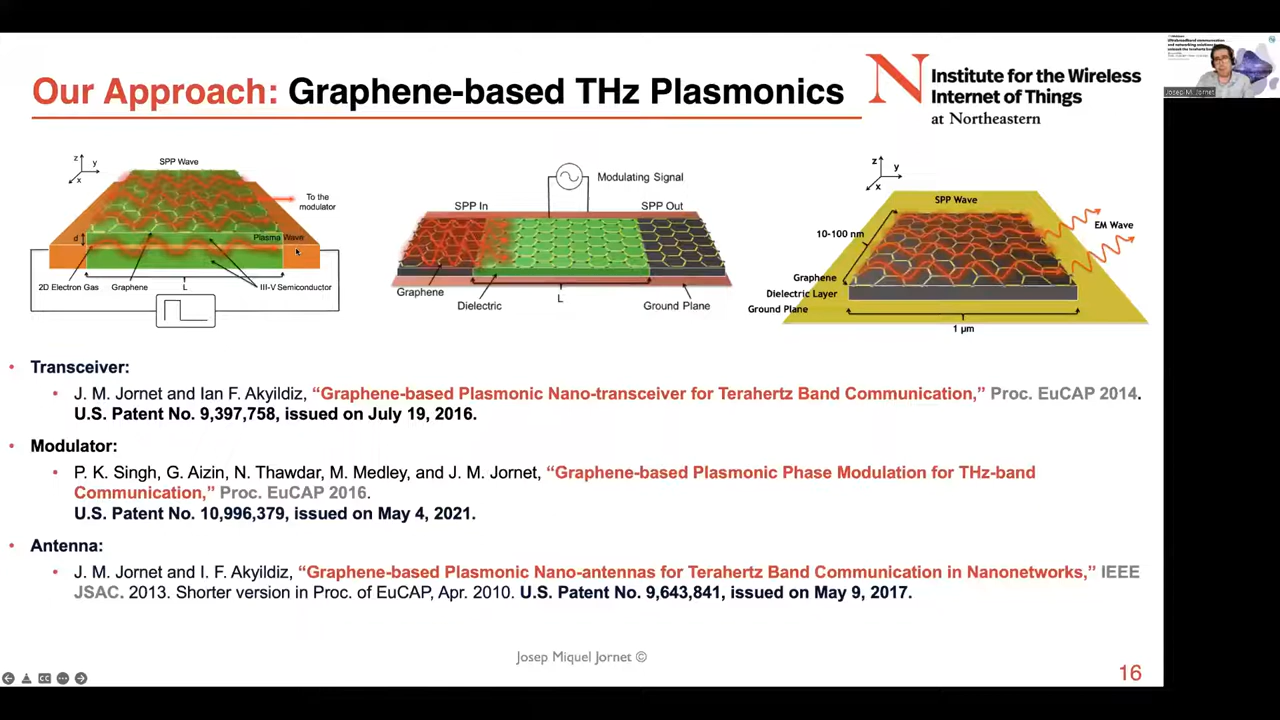 Our Approach: Graphene-based THz Plasmonics
N
Institute for the Wireless
Internet of Things
at Northeastern
Josep M. Jornet
z
y
x
SPP Wave
To the
modulator
d
Plasma Wave
2D Electron Gas
Graphene
L
III-V Semiconductor
Modulating Signal
SPP In
SPP Out
Graphene
Dielectric
L
Ground Plane
z
y
x
SPP Wave
EM Wave
10-100 nm
Graphene
Dielectric Layer
Ground Plane
1 µm
• Transceiver:
• J. M. Jornet and Ian F. Akyildiz, “Graphene-based Plasmonic Nano-transceiver for Terahertz Band Communication,” Proc. EuCAP 2014.
U.S. Patent No. 9,397,758, issued on July 19, 2016.
• Modulator:
• P. K. Singh, G. Aizin, N. Thawdar, M. Medley, and J. M. Jornet, “Graphene-based Plasmonic Phase Modulation for THz-band
Communication,” Proc. EuCAP 2016.
U.S. Patent No. 10,996,379, issued on May 4, 2021.
• Antenna:
• J. M. Jornet and I. F. Akyildiz, “Graphene-based Plasmonic Nano-antennas for Terahertz Band Communication in Nanonetworks,” IEEE
JSAC. 2013. Shorter version in Proc. of EuCAP, Apr. 2010. U.S. Patent No. 9,643,841, issued on May 9, 2017.
Josep Miquel Jornet ©
16